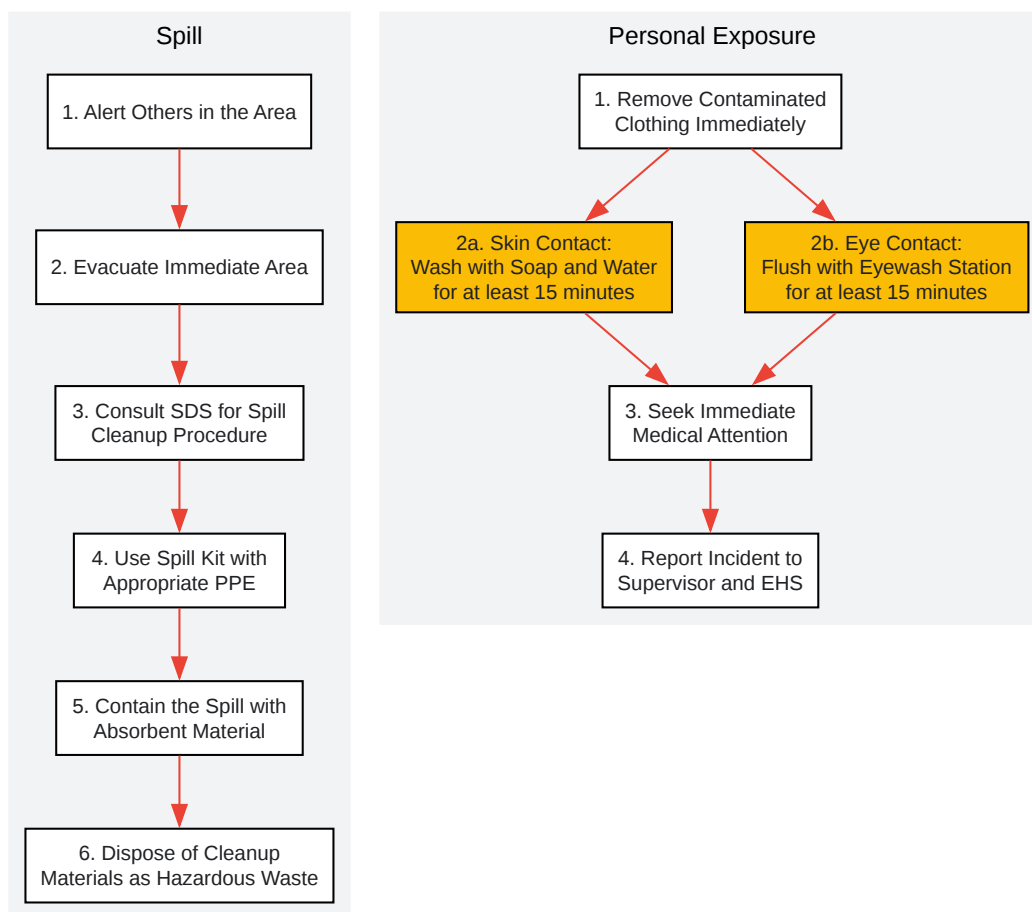 Spill
1. Alert Others in the Area
2. Evacuate Immediate Area
3. Consult SDS for Spill
Cleanup Procedure
4. Use Spill Kit with
Appropriate PPE
5. Contain the Spill with
Absorbent Material
6. Dispose of Cleanup
Materials as Hazardous Waste
Personal Exposure
1. Remove Contaminated
Clothing Immediately
2a. Skin Contact:
Wash with Soap and Water
for at least 15 minutes
2b. Eye Contact:
Flush with Eyewash Station
for at least 15 minutes
3. Seek Immediate
Medical Attention
4. Report Incident to
Supervisor and EHS